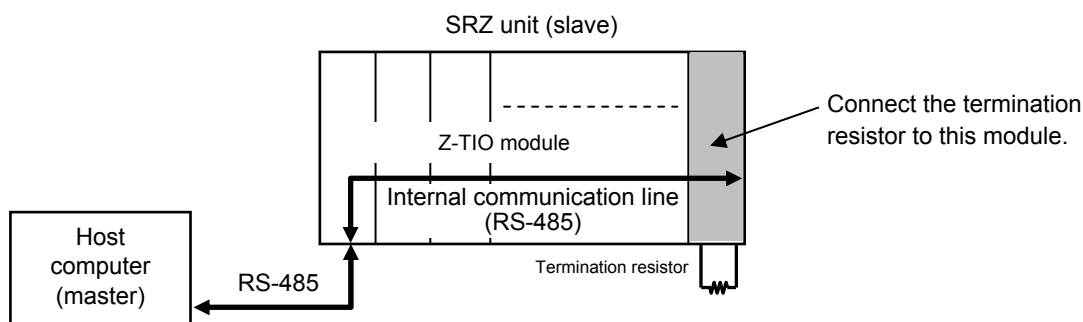 SRZ unit (slave)
Connect the termination
resistor to this module.
Z-TIO module
Internal communication line
(RS-485)
Host
computer
(master)
RS-485
Termination resistor